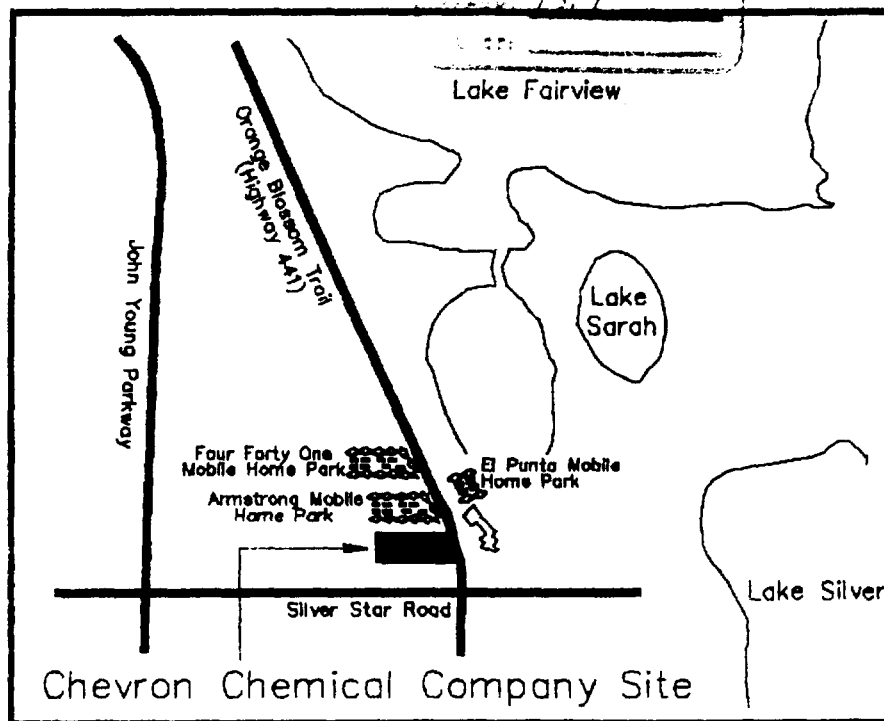 Lake Fairview
Orange Blossom Trail
(Highway 441)
John Young Parkway
Lake
Sarah
Four Forty One
Mobile Home Park
El Punta Mobile
Home Park
Armstrong Mobile
Home Park
Lake Silver
Silver Star Road
Chevron Chemical Company Site